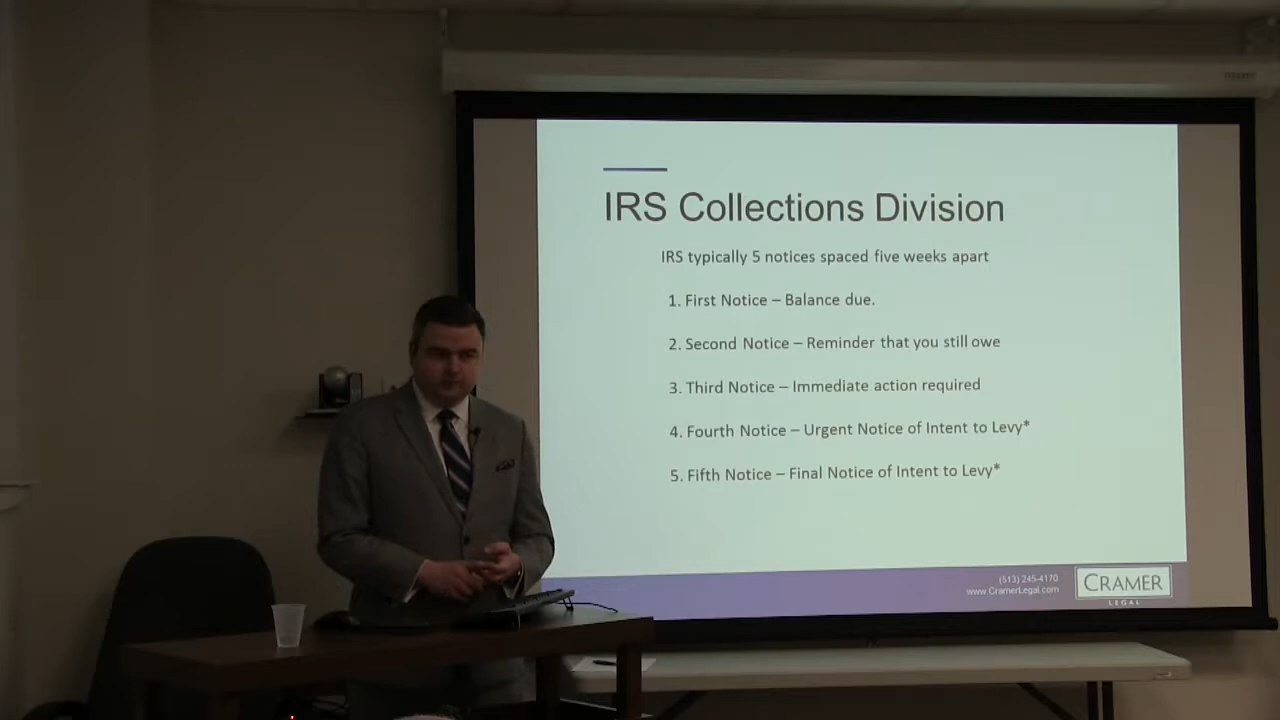 IRS Collections Division
IRS typically 5 notices spaced five weeks apart
1. First Notice – Balance due.
2. Second Notice – Reminder that you still owe
3. Third Notice – Immediate action required
4. Fourth Notice – Urgent Notice of Intent to Levy*
5. Fifth Notice – Final Notice of Intent to Levy*
(513) 245-4170
www.CramerLegal.com
CRAMER
LEGAL